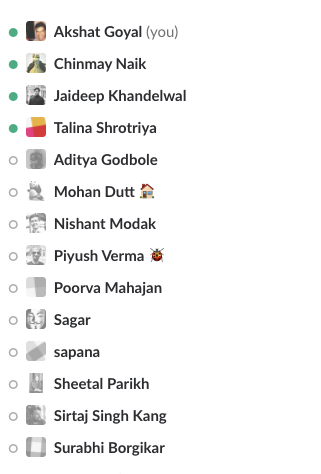 Akshat Goyal (you)
Chinmay Naik
Jaideep Khandelwal
Talina Shrotriya
Aditya Godbole
Mohan Dutt 🏠
Nishant Modak
Piyush Verma 🐞
Poorva Mahajan
Sagar
sapana
Sheetal Parikh
Sirtaj Singh Kang
Surabhi Borgikar